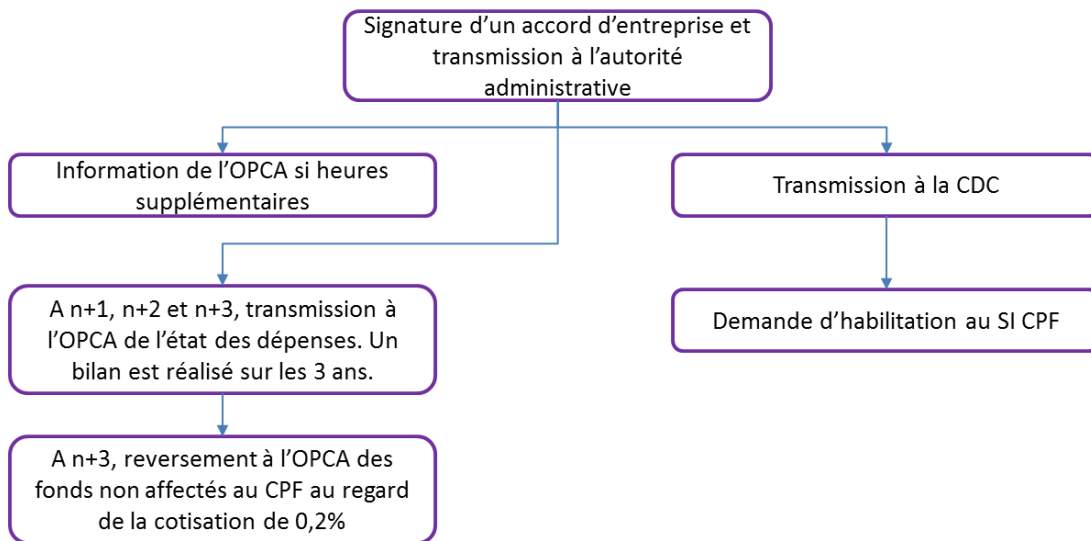 Signature d’un accord d’entreprise et
transmission à l’autorité
administrative
Information de l’OPCA si heures
supplémentaires
Transmission à la CDC
A n+1, n+2 et n+3, transmission à
l’OPCA de l’état des dépenses. Un
bilan est réalisé sur les 3 ans.
Demande d’habilitation au SI CPF
A n+3, reversement à l’OPCA des
fonds non affectés au CPF au regard
de la cotisation de 0,2%